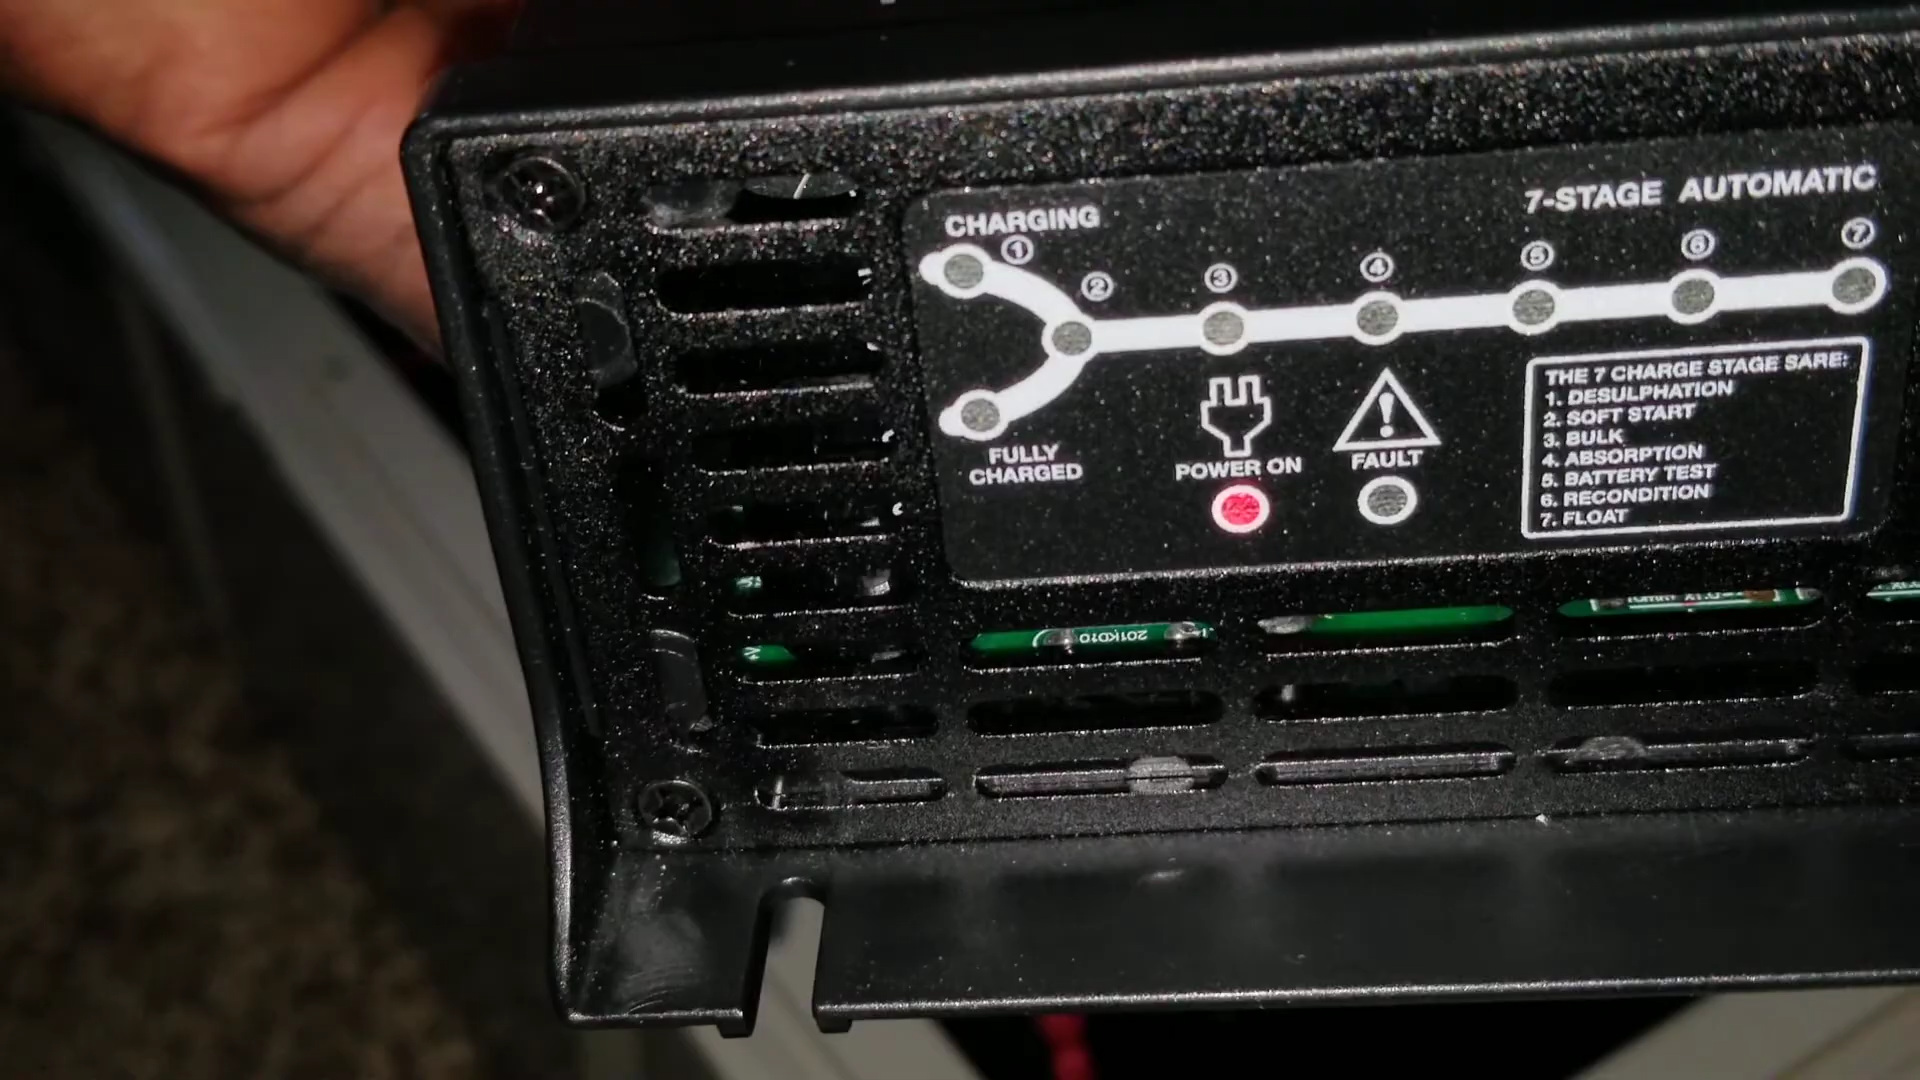 7-STAGE AUTOMATIC
CHARGING
1
2
3
4
5
6
7
FULLY
CHARGED
POWER ON
FAULT
THE 7 CHARGE STAGE SARE:
1. DESULPHATION
2. SOFT START
3. BULK
4. ABSORPTION
5. BATTERY TEST
6. RECONDITION
7. FLOAT